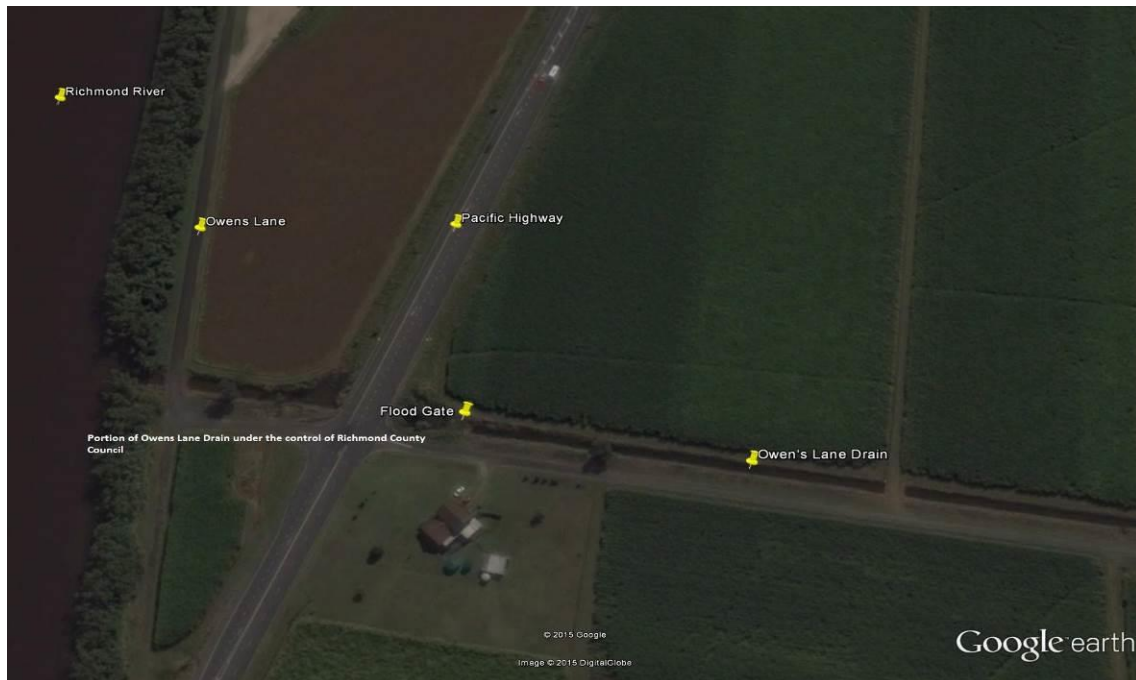 Richmond River
Owens Lane
Pacific Highway
Flood Gate
Portion of Owens Lane Drain under the control of Richmond County
Council
Owen's Lane Drain
© 2015 Google
Image © 2015 DigitalGlobe
Google earth